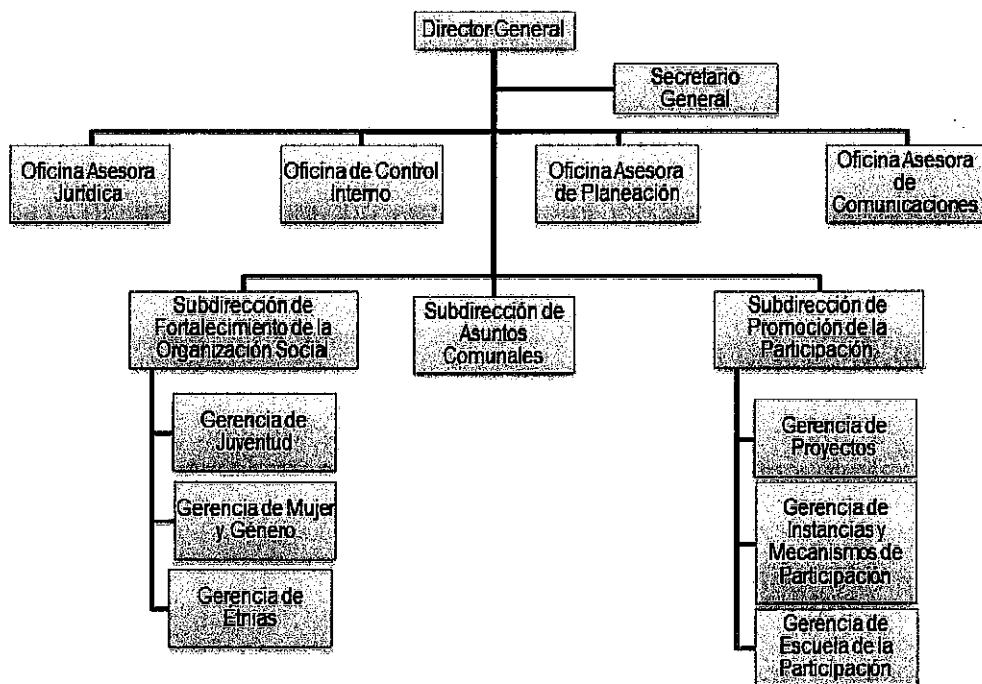 Director General
Secretario
General
Oficina Asesora
Jurídica
Oficina de Control
Interno
Oficina Asesora
de Planeación
Oficina Asesora
de
Comunicaciones
Subdirección de
Fortalecimiento de la
Organización Social
Subdirección de
Asuntos
Comunales
Subdirección de
Promoción de la
Participación
Gerencia de
Juventud
Gerencia de Mujer
y Género
Gerencia de
Etnias
Gerencia de
Proyectos
Gerencia de
Instancias y
Mecanismos de
Participación
Gerencia de
Escuela de la
Participación